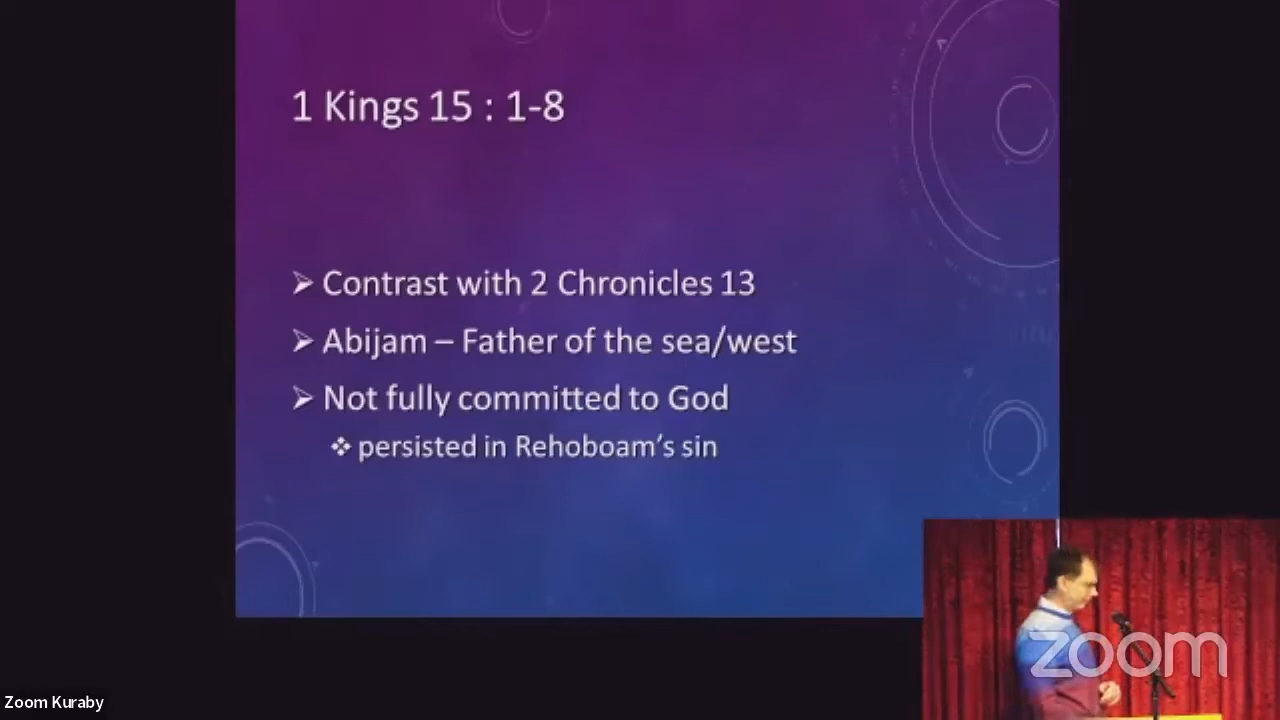 1 Kings 15 : 1-8
➢ Contrast with 2 Chronicles 13
➢ Abijam – Father of the sea/west
➢ Not fully committed to God
❖ persisted in Rehoboam's sin
zoom
Zoom Kuraby